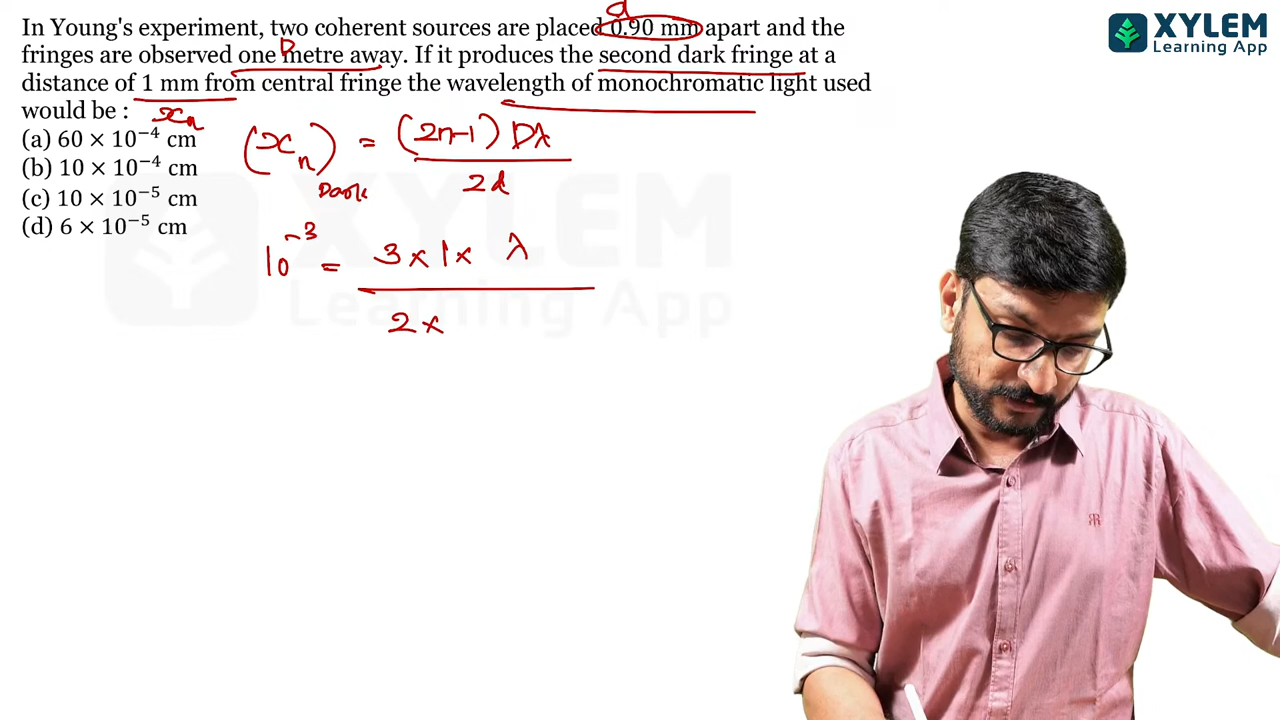 In Young's experiment, two coherent sources are placed 0.90 mm apart and the
fringes are observed one metre away. If it produces the second dark fringe at a
distance of 1 mm from central fringe the wavelength of monochromatic light used
would be :
(a) 60 × 10⁻⁴ cm
(b) 10 × 10⁻⁴ cm
(c) 10 × 10⁻⁵ cm
(d) 6 × 10⁻⁵ cm
d
D
xₙ
(xₙ) Dark = (2n-1) Dλ / 2d
10⁻³ = 3 x 1 x λ / 2 x
XYLEM
Learning App
XYLEM
Learning App